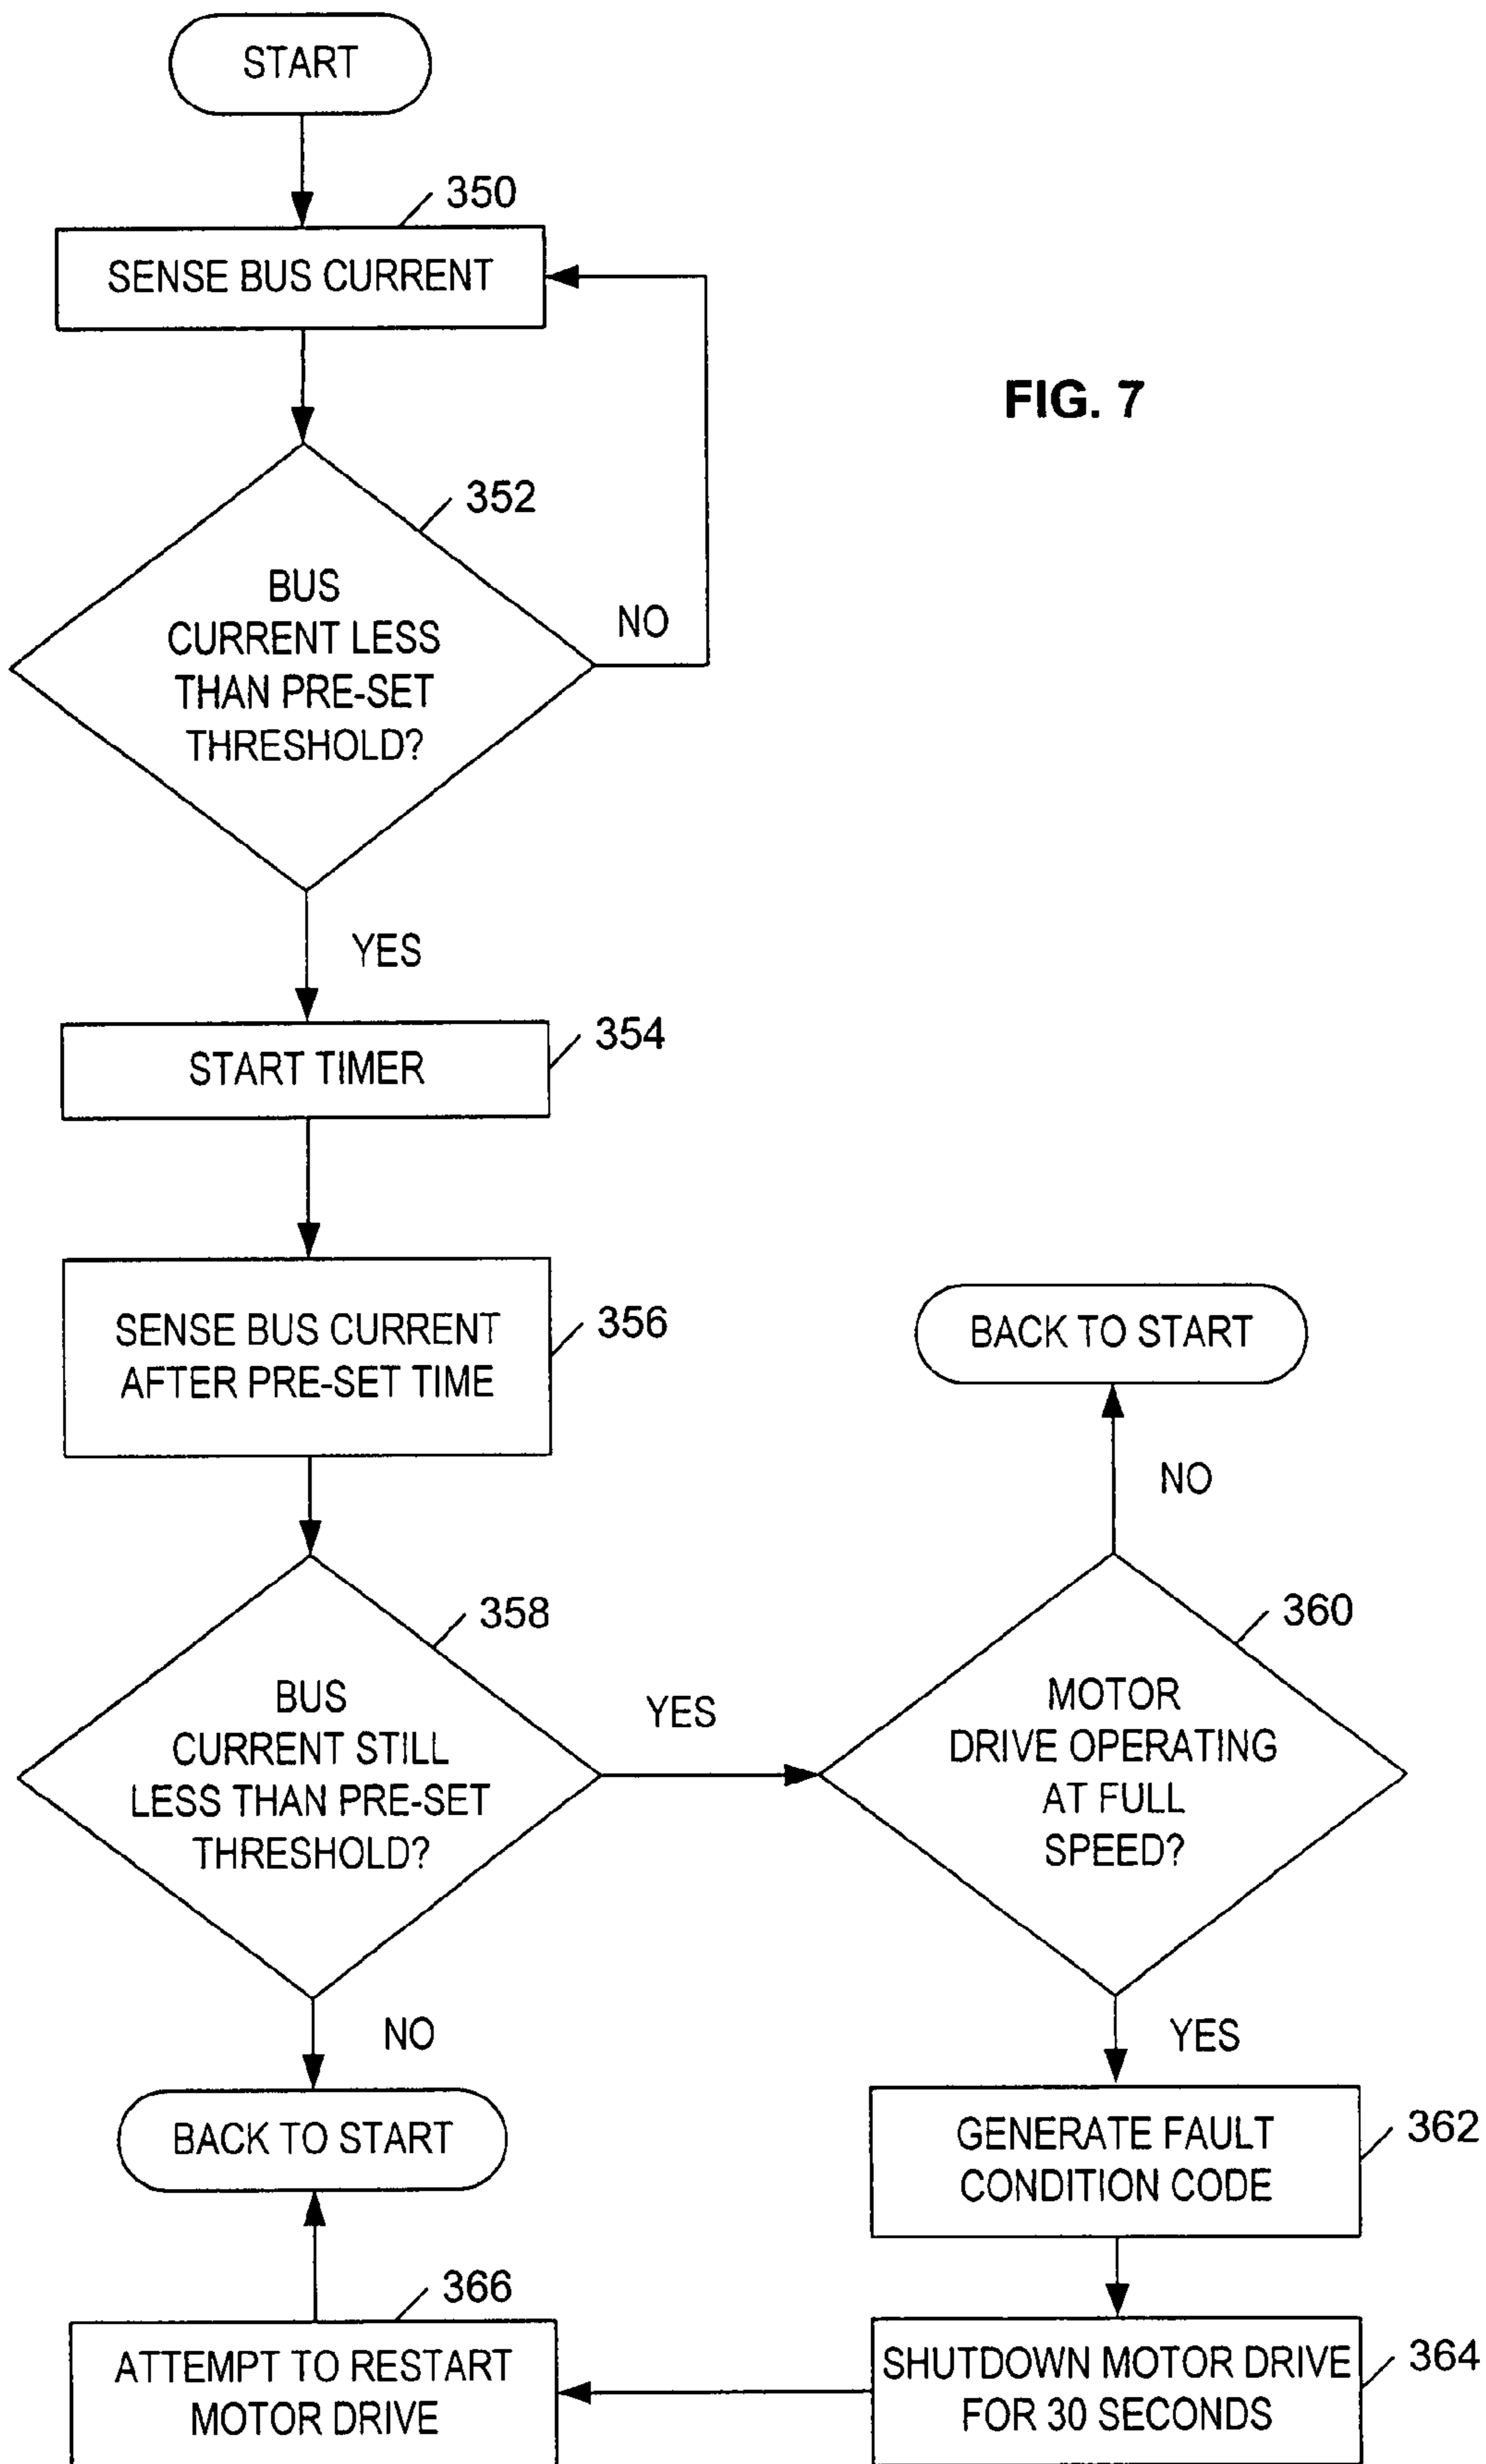 START
350
SENSE BUS CURRENT
FIG. 7
352
BUS
CURRENT LESS
THAN PRE-SET
THRESHOLD?
NO
YES
354
START TIMER
356
SENSE BUS CURRENT
AFTER PRE-SET TIME
358
BUS
CURRENT STILL
LESS THAN PRE-SET
THRESHOLD?
YES
NO
BACK TO START
360
MOTOR
DRIVE OPERATING
AT FULL
SPEED?
NO
BACK TO START
YES
362
GENERATE FAULT
CONDITION CODE
364
SHUTDOWN MOTOR DRIVE
FOR 30 SECONDS
366
ATTEMPT TO RESTART
MOTOR DRIVE